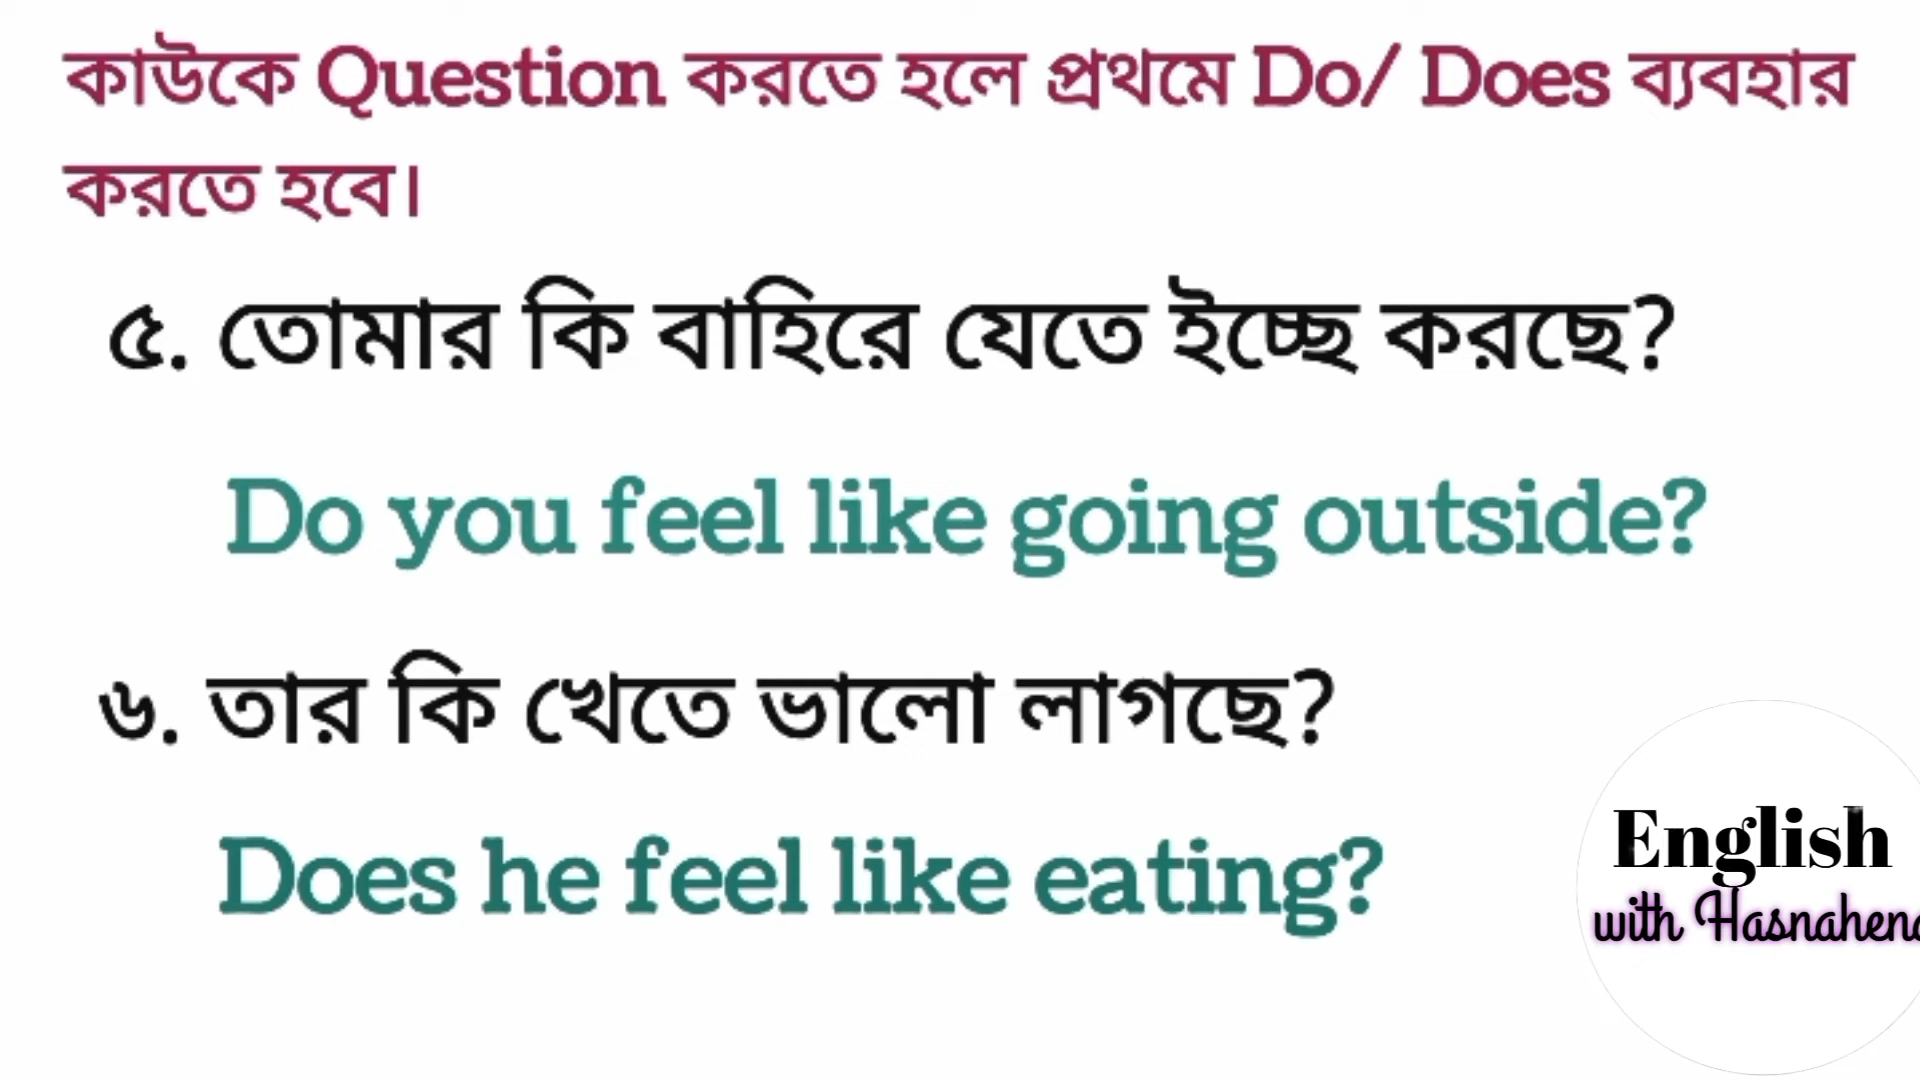 কাউকে Question করতে হলে প্রথমে Do/ Does ব্যবহার
করতে হবে।
৫. তোমার কি বাহিরে যেতে ইচ্ছে করছে?
Do you feel like going outside?
৬. তার কি খেতে ভালো লাগছে?
Does he feel like eating?
English
with